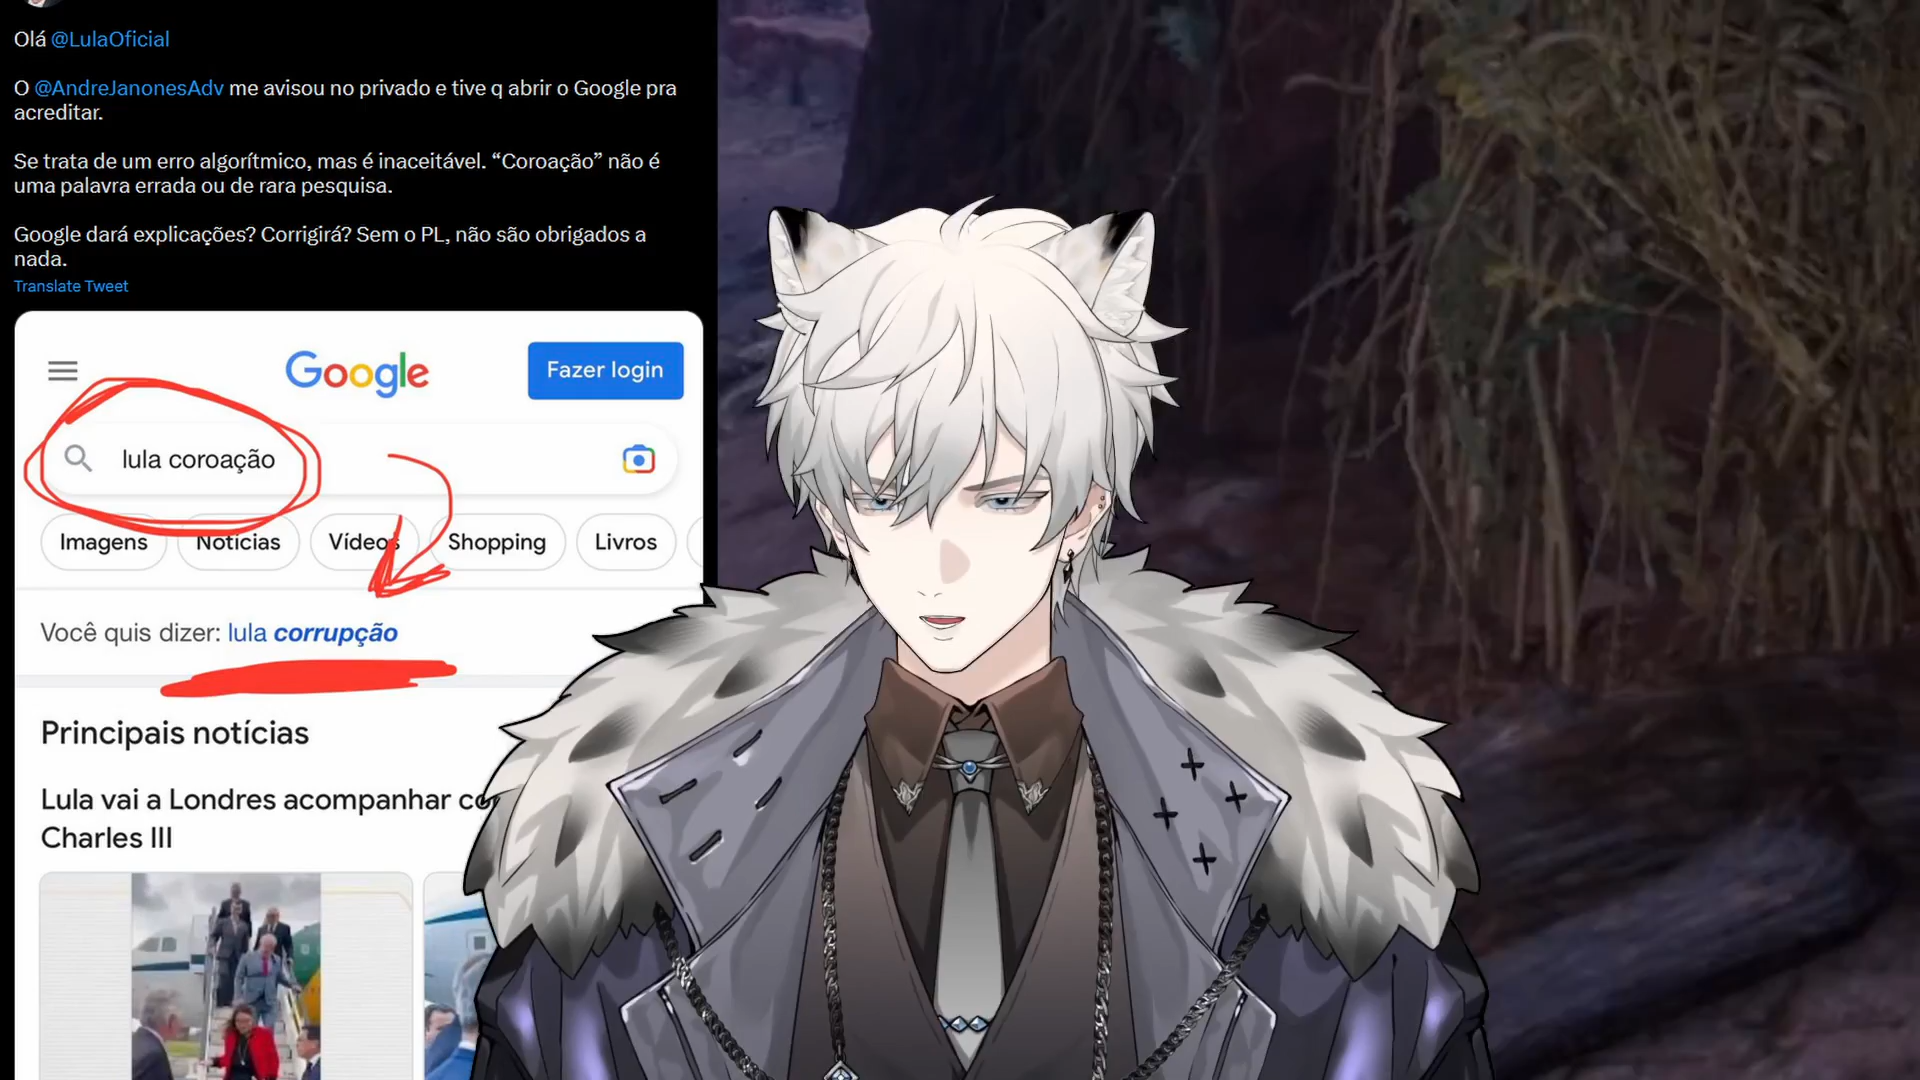 Olá @LulaOficial
O @AndreJanonesAdv me avisou no privado e tive q abrir o Google pra
acreditar.
Se trata de um erro algorítmico, mas é inaceitável. “Coroação” não é
uma palavra errada ou de rara pesquisa.
Google dará explicações? Corrigirá? Sem o PL, não são obrigados a
nada.
Translate Tweet
Google
Fazer login
lula coroação
Imagens Notícias Vídeos Shopping Livros
Você quis dizer: lula corrupção
Principais notícias
Lula vai a Londres acompanhar
Charles III